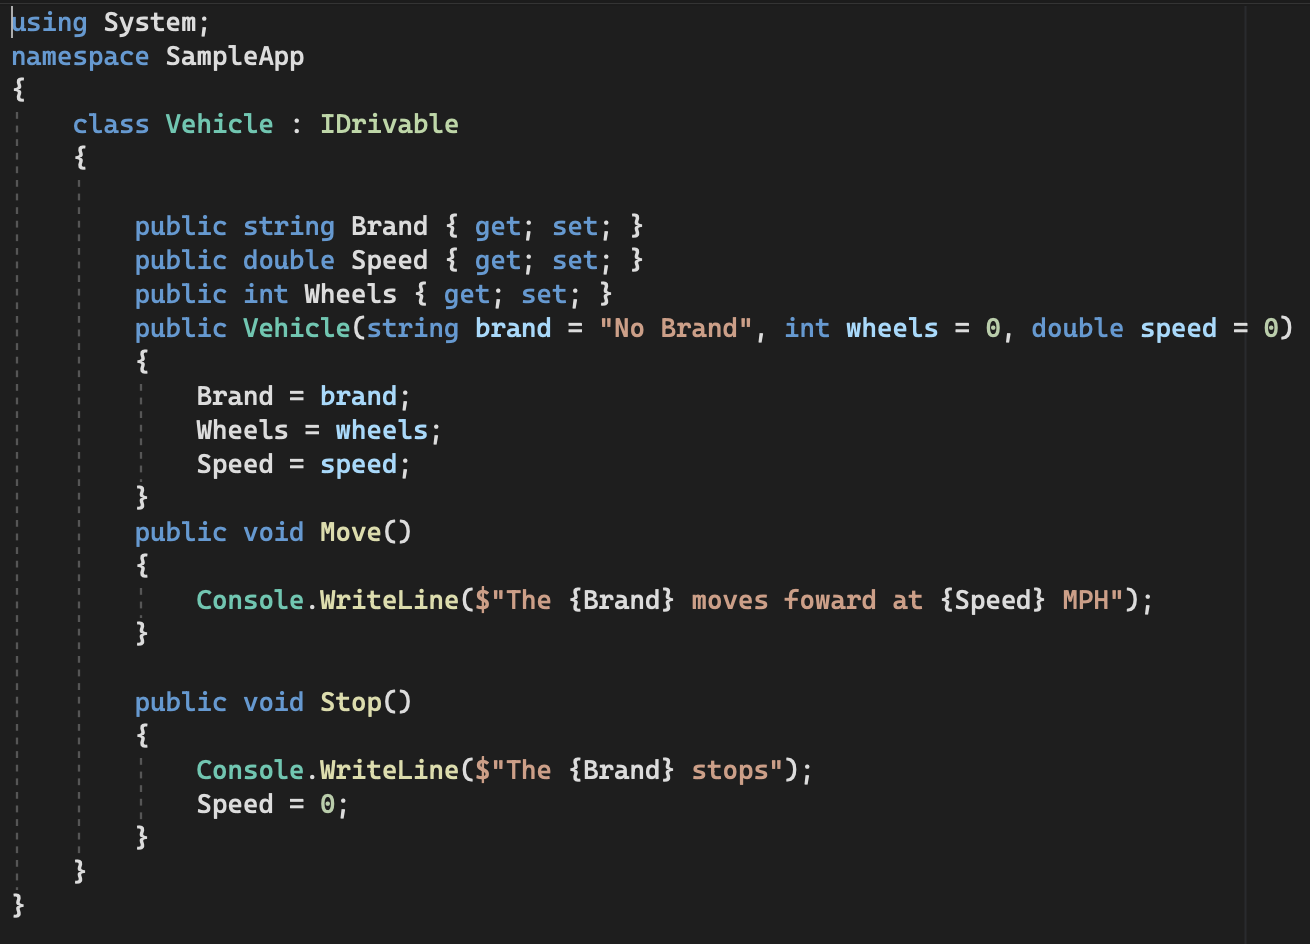 using System;
namespace SampleApp
{
    class Vehicle : IDrivable
    {

        public string Brand { get; set; }
        public double Speed { get; set; }
        public int Wheels { get; set; }
        public Vehicle(string brand = "No Brand", int wheels = 0, double speed = 0)
        {
            Brand = brand;
            Wheels = wheels;
            Speed = speed;
        }
        public void Move()
        {
            Console.WriteLine($"The {Brand} moves foward at {Speed} MPH");
        }

        public void Stop()
        {
            Console.WriteLine($"The {Brand} stops");
            Speed = 0;
        }
    }
}